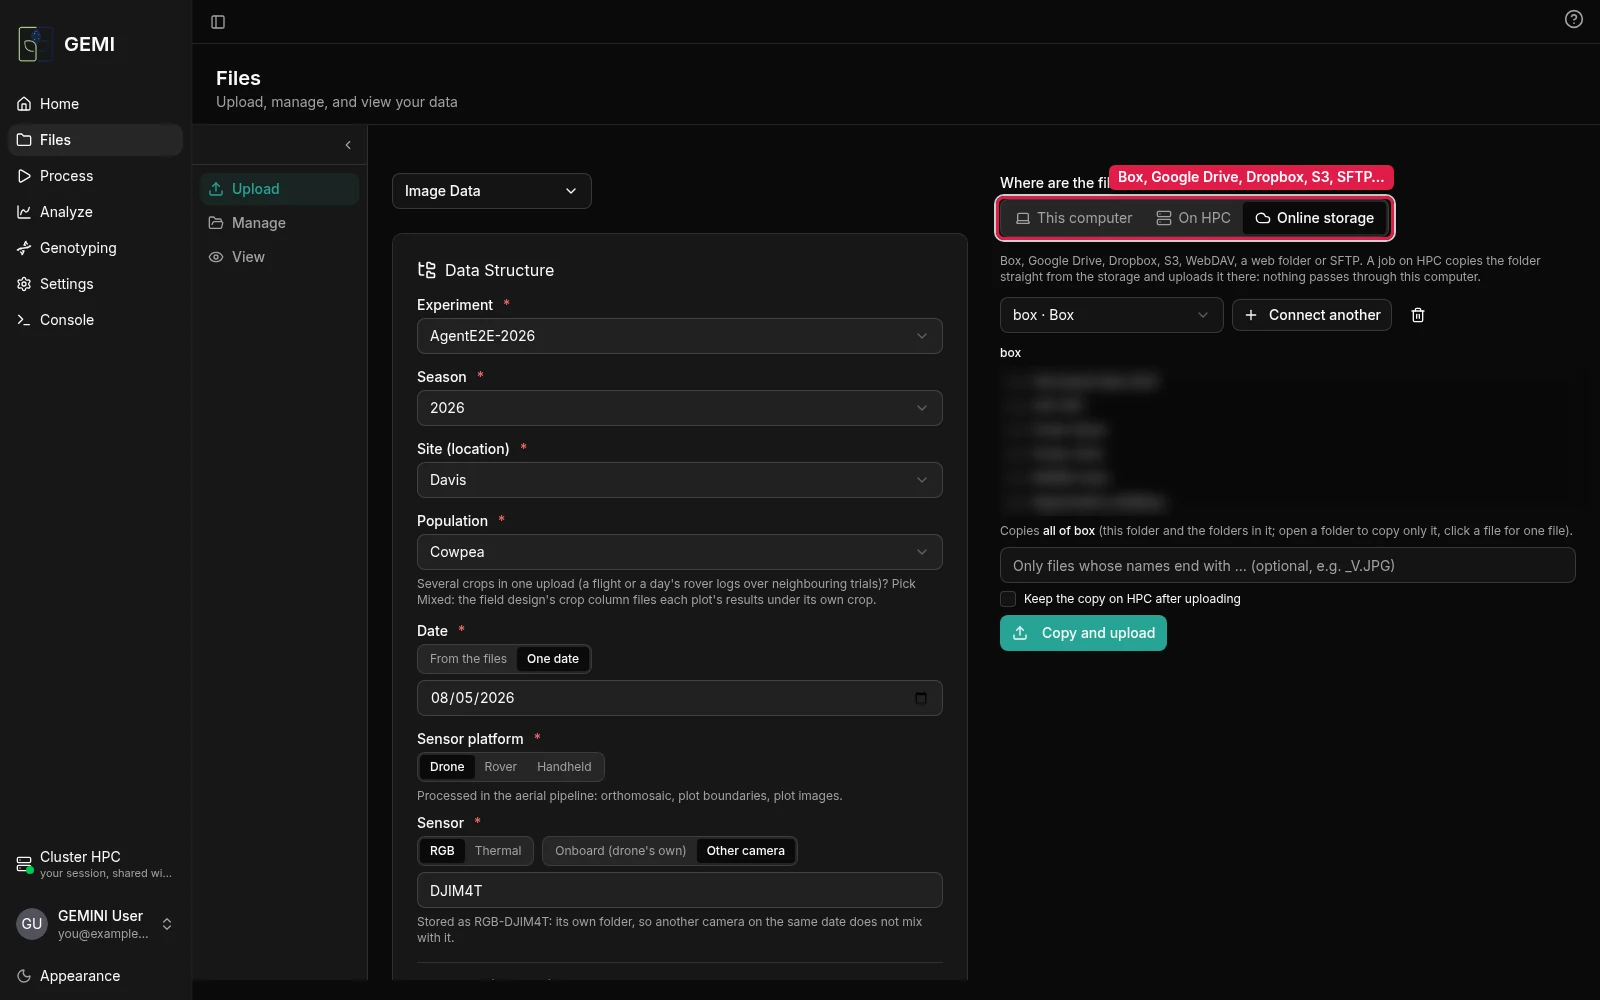 GEMI
Home
Files
Process
Analyze
Genotyping
Settings
Console
Cluster HPC
your session, shared wi...
GU
GEMINI User
you@example...
Appearance
Files
Upload, manage, and view your data
Upload
Manage
View
Image Data
Data Structure
Experiment *
AgentE2E-2026
Season *
2026
Site (location) *
Davis
Population *
Cowpea
Several crops in one upload (a flight or a day's rover logs over neighbouring trials)? Pick
Mixed: the field design's crop column files each plot's results under its own crop.
Date *
From the files One date
08/05/2026
Sensor platform *
Drone Rover Handheld
Processed in the aerial pipeline: orthomosaic, plot boundaries, plot images.
Sensor *
RGB Thermal Onboard (drone's own) Other camera
DJIM4T
Stored as RGB-DJIM4T: its own folder, so another camera on the same date does not mix
with it.
Where are the fil
Box, Google Drive, Dropbox, S3, SFTP...
This computer On HPC Online storage
Box, Google Drive, Dropbox, S3, WebDAV, a web folder or SFTP. A job on HPC copies the folder
straight from the storage and uploads it there: nothing passes through this computer.
box · Box Connect another
box
Copies all of box (this folder and the folders in it; open a folder to copy only it, click a file for one file).
Only files whose names end with ... (optional, e.g. _V.JPG)
Keep the copy on HPC after uploading
Copy and upload